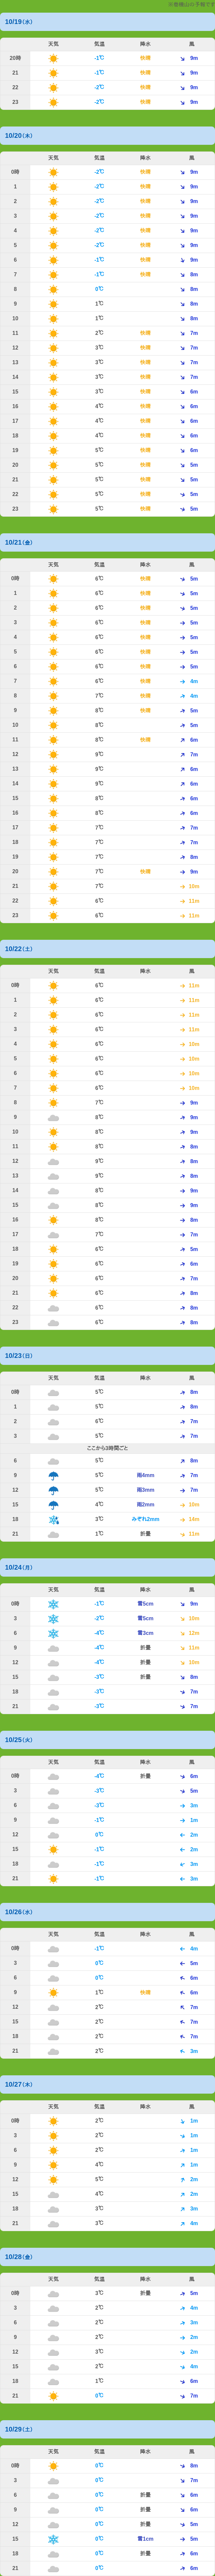 10/19(水)
天気 気温 降水 風
20時 -1℃ 快晴 9m
21 -1℃ 快晴 9m
22 -2℃ 快晴 9m
23 -2℃ 快晴 9m
10/20(木)
天気 気温 降水 風
0時 -2℃ 快晴 9m
1 -2℃ 快晴 9m
2 -2℃ 快晴 9m
3 -2℃ 快晴 9m
4 -2℃ 快晴 9m
5 -2℃ 快晴 9m
6 -1℃ 快晴 9m
7 -1℃ 快晴 8m
8 0℃ 8m
9 1℃ 8m
10 1℃ 8m
11 2℃ 快晴 7m
12 3℃ 快晴 7m
13 3℃ 快晴 7m
14 3℃ 快晴 7m
15 3℃ 快晴 6m
16 4℃ 快晴 6m
17 4℃ 快晴 6m
18 4℃ 快晴 6m
19 5℃ 快晴 6m
20 5℃ 快晴 5m
21 5℃ 快晴 5m
22 5℃ 快晴 5m
23 5℃ 快晴 5m
10/21(金)
天気 気温 降水 風
0時 6℃ 快晴 5m
1 6℃ 快晴 5m
2 6℃ 快晴 5m
3 6℃ 快晴 5m
4 6℃ 快晴 5m
5 6℃ 快晴 5m
6 6℃ 快晴 5m
7 6℃ 快晴 4m
8 7℃ 快晴 4m
9 8℃ 快晴 5m
10 8℃ 5m
11 8℃ 快晴 6m
12 9℃ 7m
13 9℃ 6m
14 9℃ 6m
15 8℃ 6m
16 8℃ 6m
17 7℃ 7m
18 7℃ 7m
19 7℃ 8m
20 7℃ 快晴 9m
21 7℃ 10m
22 6℃ 11m
23 6℃ 11m
10/22(土)
天気 気温 降水 風
0時 6℃ 11m
1 6℃ 11m
2 6℃ 11m
3 6℃ 11m
4 6℃ 10m
5 6℃ 10m
6 6℃ 10m
7 6℃ 10m
8 7℃ 9m
9 8℃ 9m
10 8℃ 9m
11 8℃ 8m
12 9℃ 8m
13 9℃ 8m
14 8℃ 9m
15 8℃ 9m
16 8℃ 8m
17 7℃ 7m
18 6℃ 5m
19 6℃ 6m
20 6℃ 7m
21 6℃ 8m
22 6℃ 8m
23 6℃ 8m
10/23(日)
天気 気温 降水 風
0時 5℃ 8m
1 5℃ 8m
2 6℃ 7m
3 5℃ 7m
ここから3時間ごと
6 5℃ 8m
9 5℃ 雨4mm 7m
12 5℃ 雨3mm 7m
15 4℃ 雨2mm 10m
18 3℃ みぞれ2mm 14m
21 1℃ 折曇 11m
10/24(月)
天気 気温 降水 風
0時 -1℃ 雪5cm 9m
3 -2℃ 雪5cm 10m
6 -4℃ 雪3cm 12m
9 -4℃ 折曇 11m
12 -4℃ 折曇 10m
15 -3℃ 折曇 8m
18 -3℃ 7m
21 -3℃ 7m
10/25(火)
天気 気温 降水 風
0時 -4℃ 折曇 6m
3 -3℃ 5m
6 -3℃ 3m
9 -1℃ 1m
12 0℃ 2m
15 -1℃ 2m
18 -1℃ 3m
21 -1℃ 3m
10/26(水)
天気 気温 降水 風
0時 -1℃ 4m
3 0℃ 5m
6 0℃ 6m
9 1℃ 快晴 6m
12 2℃ 7m
15 2℃ 7m
18 2℃ 7m
21 2℃ 3m
10/27(木)
天気 気温 降水 風
0時 2℃ 1m
3 2℃ 1m
6 2℃ 1m
9 4℃ 1m
12 5℃ 2m
15 4℃ 2m
18 3℃ 3m
21 3℃ 4m
10/28(金)
天気 気温 降水 風
0時 3℃ 折曇 5m
3 2℃ 4m
6 2℃ 3m
9 2℃ 2m
12 3℃ 2m
15 2℃ 4m
18 1℃ 6m
21 0℃ 7m
10/29(土)
天気 気温 降水 風
0時 0℃ 8m
3 0℃ 7m
6 0℃ 折曇 6m
9 0℃ 折曇 6m
12 0℃ 折曇 5m
15 0℃ 雪1cm 5m
18 0℃ 折曇 6m
21 0℃ 6m